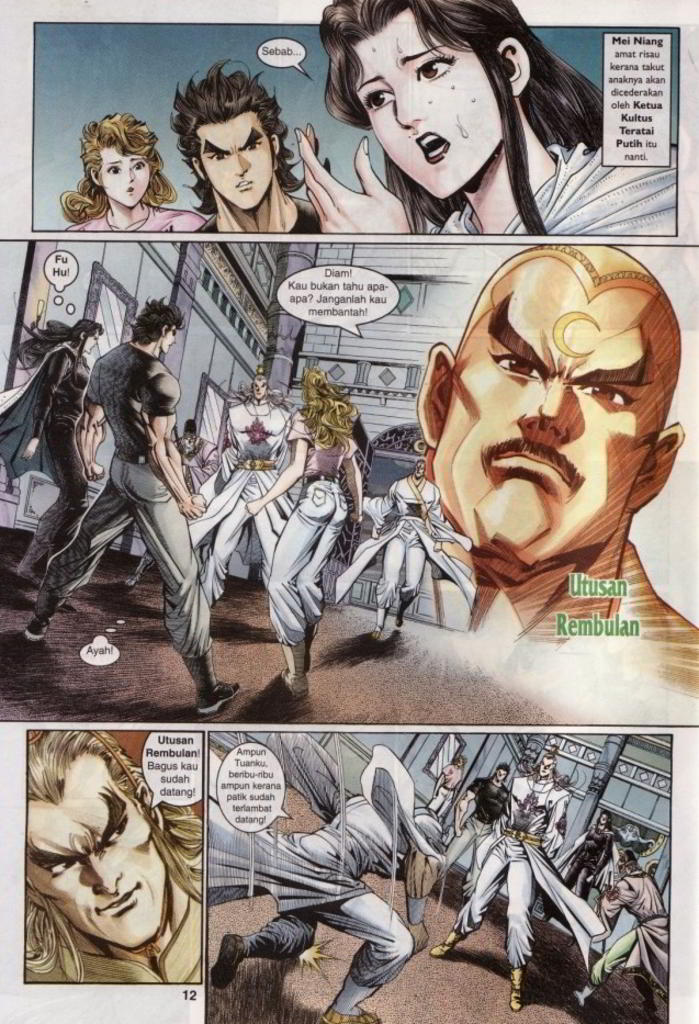 Sebab...
Mei Niang
amat risau
kerana takut
anaknya akan
dicederakan
oleh Ketua
Kultus
Teratai
Putih itu
nanti.
Fu
Hu!
Diam!
Kau bukan tahu apa-
apa? Janganlah kau
membantah!
Utusan
Rembulan
Ayah!
Utusan
Rembulan!
Bagus kau
sudah
datang!
Ampun
Tuanku,
beribu-ribu
ampun kerana
patik sudah
terlambat
datang!
12